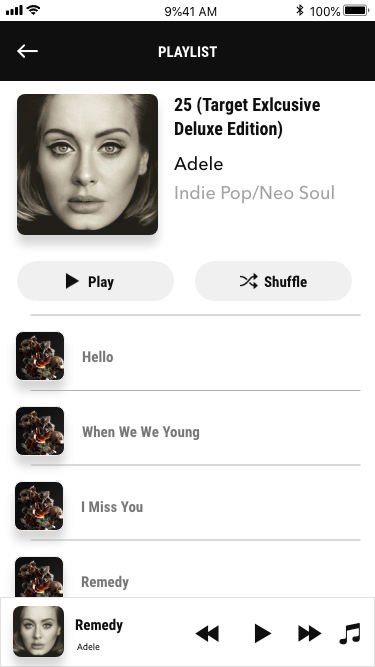 9%41 AM
100%
PLAYLIST
25 (Target Exlcusive
Deluxe Edition)
Adele
Indie Pop/Neo Soul
Play
Shuffle
Hello
When We We Young
I Miss You
Remedy
Remedy
Adele